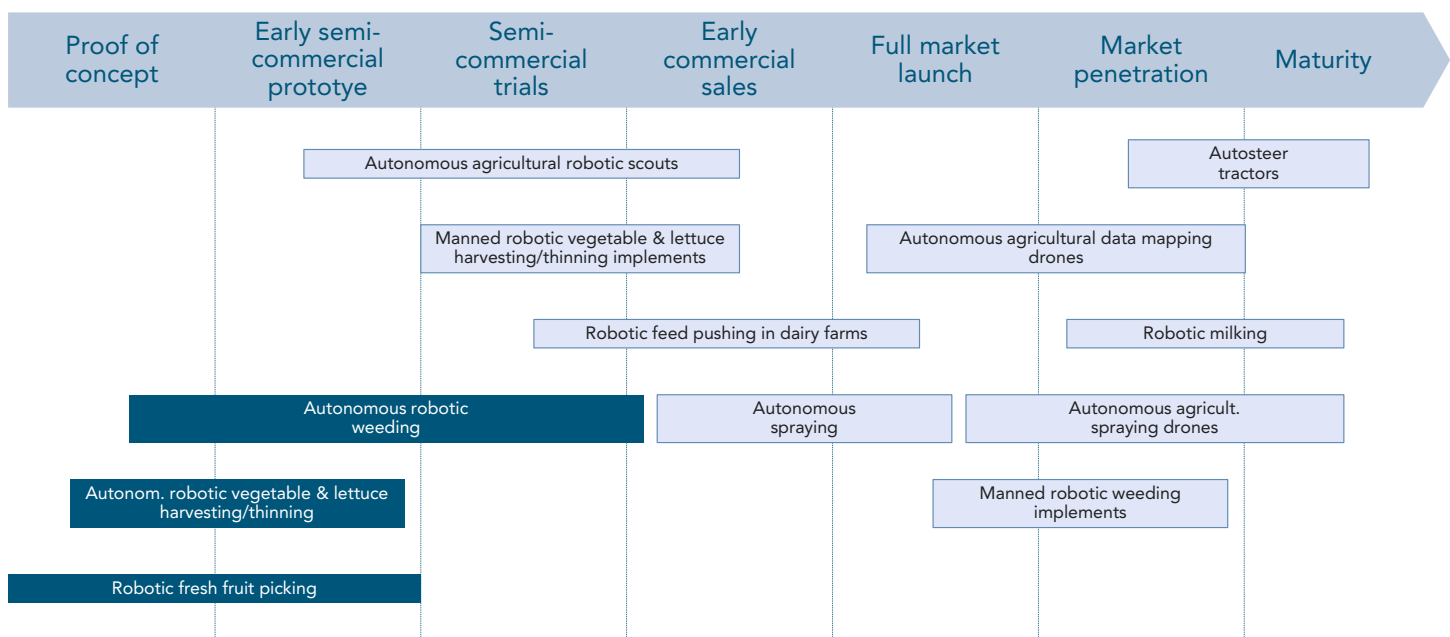 Proof of
concept
Early semi-
commercial
prototye
Semi-
commercial
trials
Early
commercial
sales
Full market
launch
Market
penetration
Maturity
Autonomous agricultural robotic scouts
Autosteer
tractors
Manned robotic vegetable & lettuce
harvesting/thinning implements
Autonomous agricultural data mapping
drones
Robotic feed pushing in dairy farms
Robotic milking
Autonomous robotic
weeding
Autonomous
spraying
Autonomous agricult.
spraying drones
Autonom. robotic vegetable & lettuce
harvesting/thinning
Manned robotic weeding
implements
Robotic fresh fruit picking